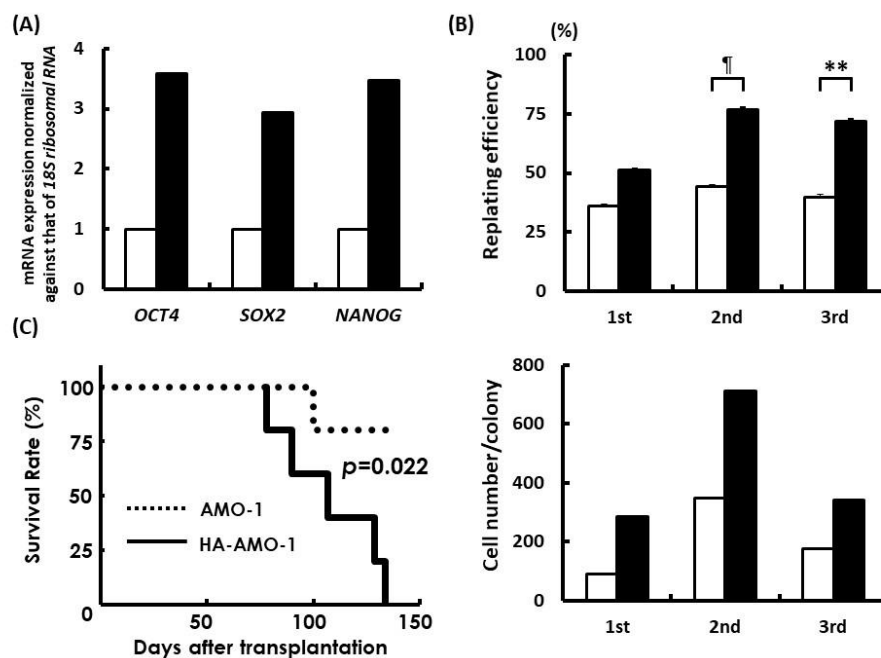 (A)
mRNA expression normalized
against that of 18S ribosomal RNA
4
3
2
1
0
OCT4 SOX2 NANOG
(B)
(%)
Replating efficiency
100
75
50
25
0
¶
**
1st 2nd 3rd
Cell number/colony
800
600
400
200
0
1st 2nd 3rd
(C)
Survival Rate (%)
100
75
50
25
0
p=0.022
AMO-1
HA-AMO-1
50 100 150
Days after transplantation